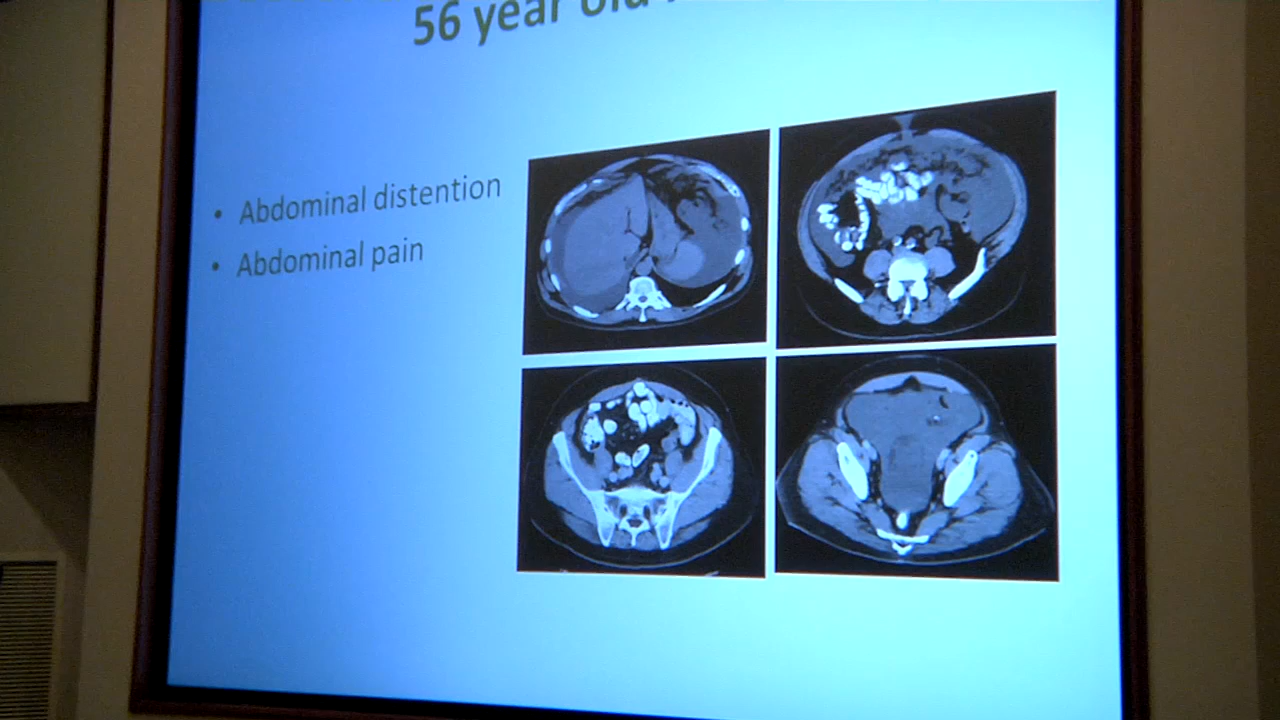 56 year old
• Abdominal distention
• Abdominal pain